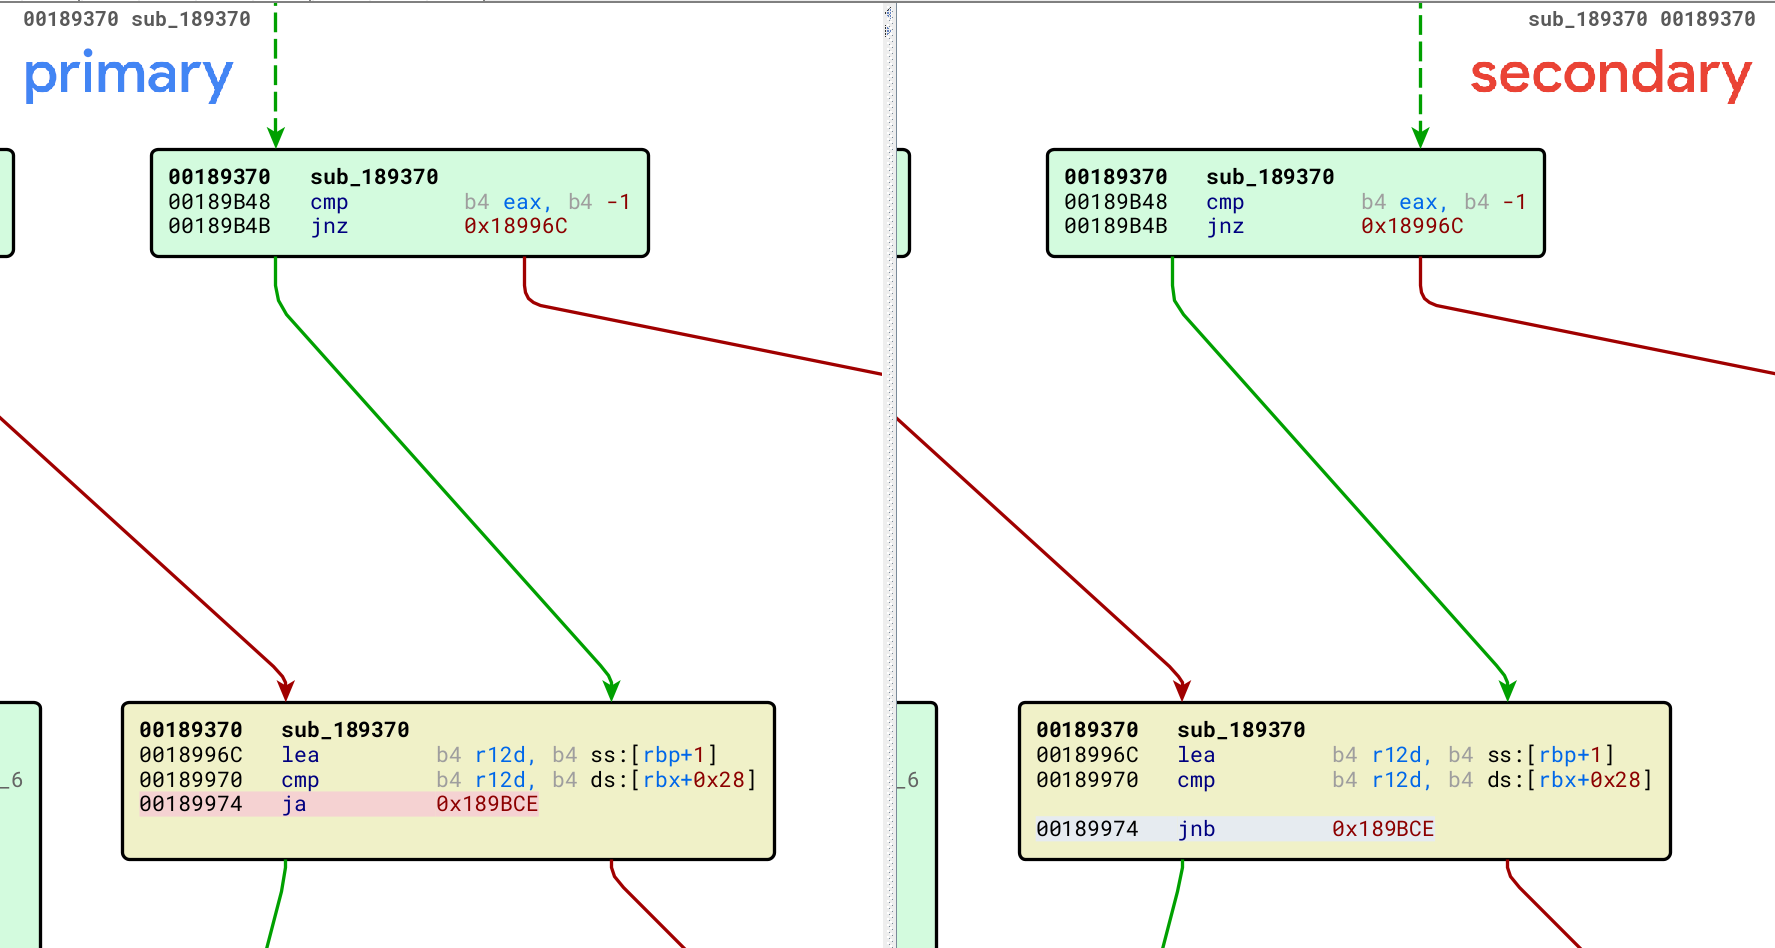 00189370 sub_189370
primary
00189370 sub_189370
00189B48 cmp b4 eax, b4 -1
00189B4B jnz 0x18996C
_6
00189370 sub_189370
0018996C lea b4 r12d, b4 ss:[rbp+1]
00189970 cmp b4 r12d, b4 ds:[rbx+0x28]
00189974 ja 0x189BCE
sub_189370 00189370
secondary
00189370 sub_189370
00189B48 cmp b4 eax, b4 -1
00189B4B jnz 0x18996C
_6
00189370 sub_189370
0018996C lea b4 r12d, b4 ss:[rbp+1]
00189970 cmp b4 r12d, b4 ds:[rbx+0x28]
00189974 jnb 0x189BCE